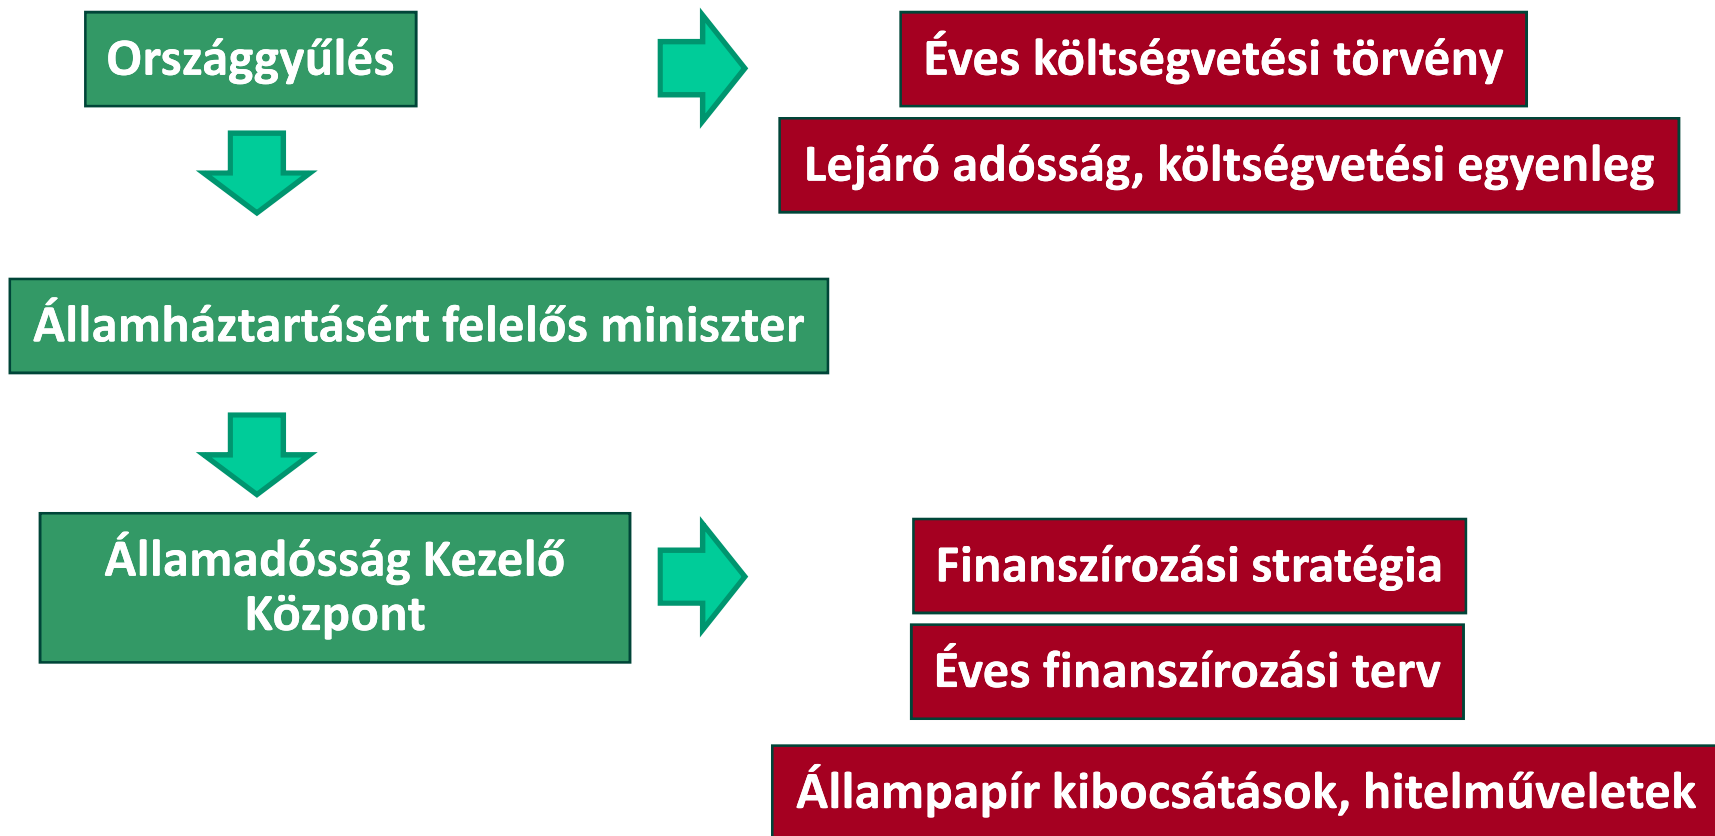 Országgyűlés
Éves költségvetési törvény
Lejáró adósság, költségvetési egyenleg
Államháztartásért felelős miniszter
Államadósság Kezelő
Központ
Finanszírozási stratégia
Éves finanszírozási terv
Állampapír kibocsátások, hitelműveletek